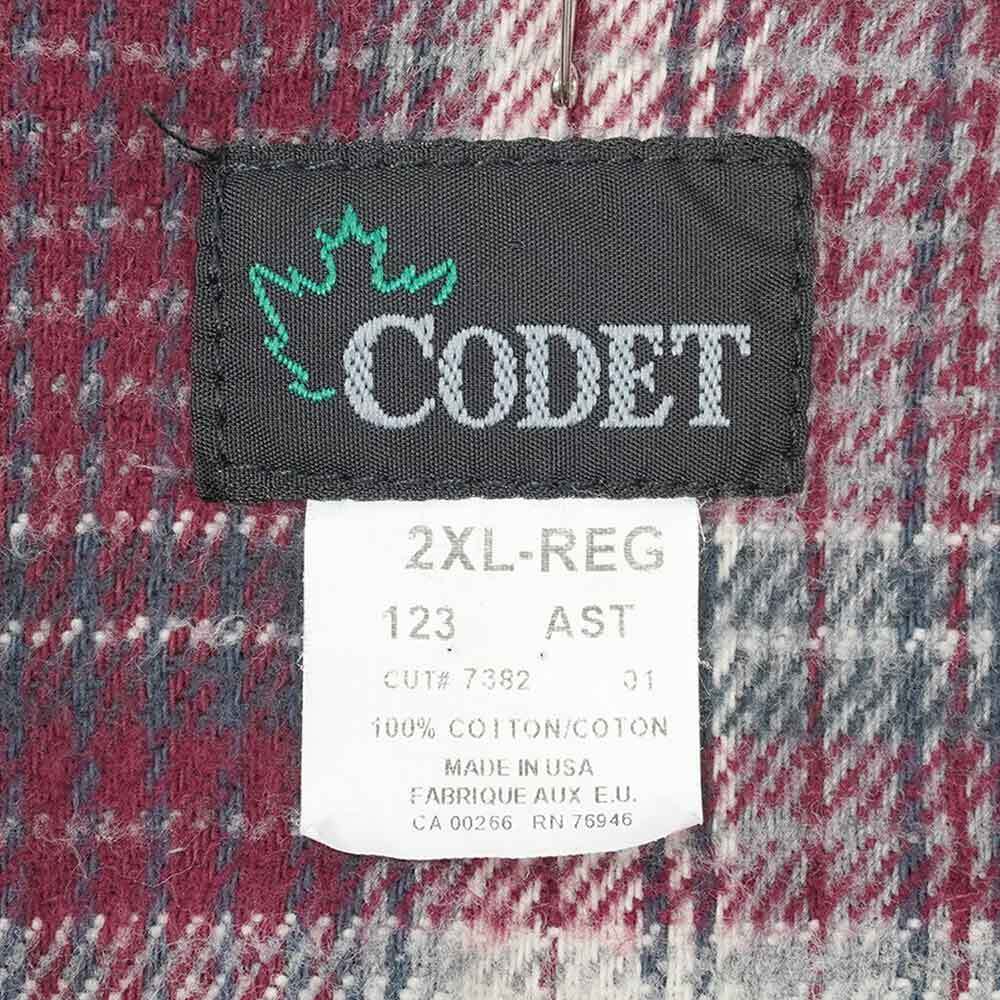 CODET
2XL-REG
123 AST
CUT# 7382 01
100% COTTON/COTON
MADE IN USA
FABRIQUE AUX E.U.
CA 00266 RN 76946